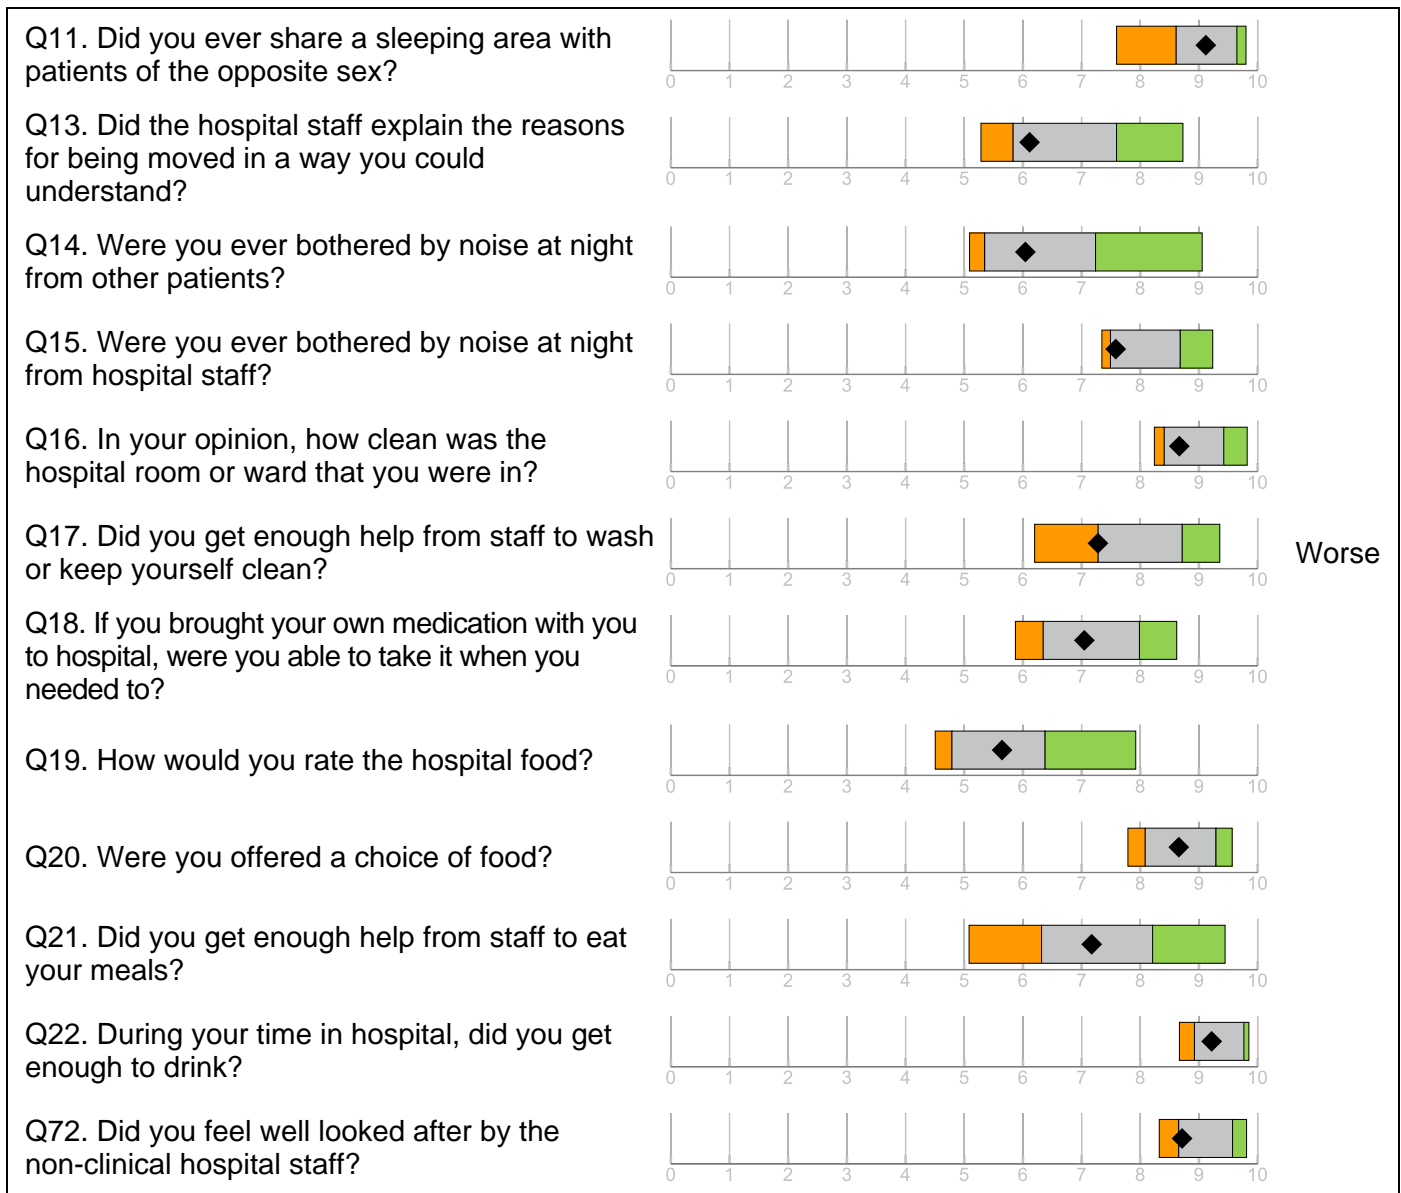 Q11. Did you ever share a sleeping area with
patients of the opposite sex?
0 1 2 3 4 5 6 7 8 9 10
Q13. Did the hospital staff explain the reasons
for being moved in a way you could
understand?
0 1 2 3 4 5 6 7 8 9 10
Q14. Were you ever bothered by noise at night
from other patients?
0 1 2 3 4 5 6 7 8 9 10
Q15. Were you ever bothered by noise at night
from hospital staff?
0 1 2 3 4 5 6 7 8 9 10
Q16. In your opinion, how clean was the
hospital room or ward that you were in?
0 1 2 3 4 5 6 7 8 9 10
Q17. Did you get enough help from staff to wash
or keep yourself clean?
0 1 2 3 4 5 6 7 8 9 10
Worse
Q18. If you brought your own medication with you
to hospital, were you able to take it when you
needed to?
0 1 2 3 4 5 6 7 8 9 10
Q19. How would you rate the hospital food?
0 1 2 3 4 5 6 7 8 9 10
Q20. Were you offered a choice of food?
0 1 2 3 4 5 6 7 8 9 10
Q21. Did you get enough help from staff to eat
your meals?
0 1 2 3 4 5 6 7 8 9 10
Q22. During your time in hospital, did you get
enough to drink?
0 1 2 3 4 5 6 7 8 9 10
Q72. Did you feel well looked after by the
non-clinical hospital staff?
0 1 2 3 4 5 6 7 8 9 10